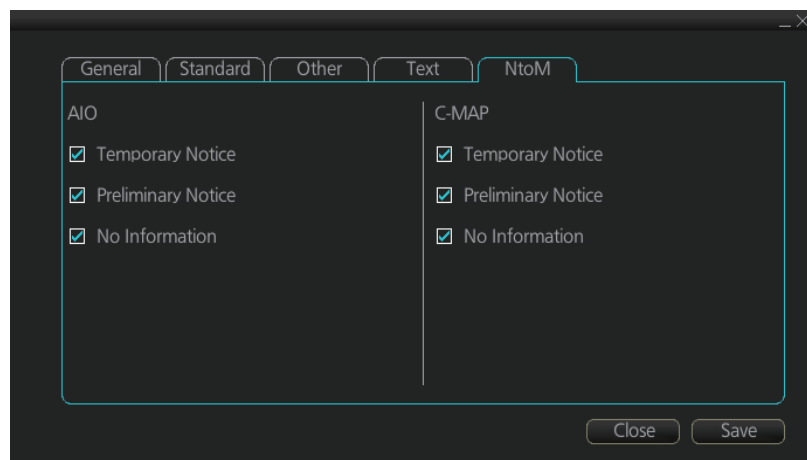 General Standard Other Text NtoM
AIO
Temporary Notice
Preliminary Notice
No Information
C-MAP
Temporary Notice
Preliminary Notice
No Information
Close Save